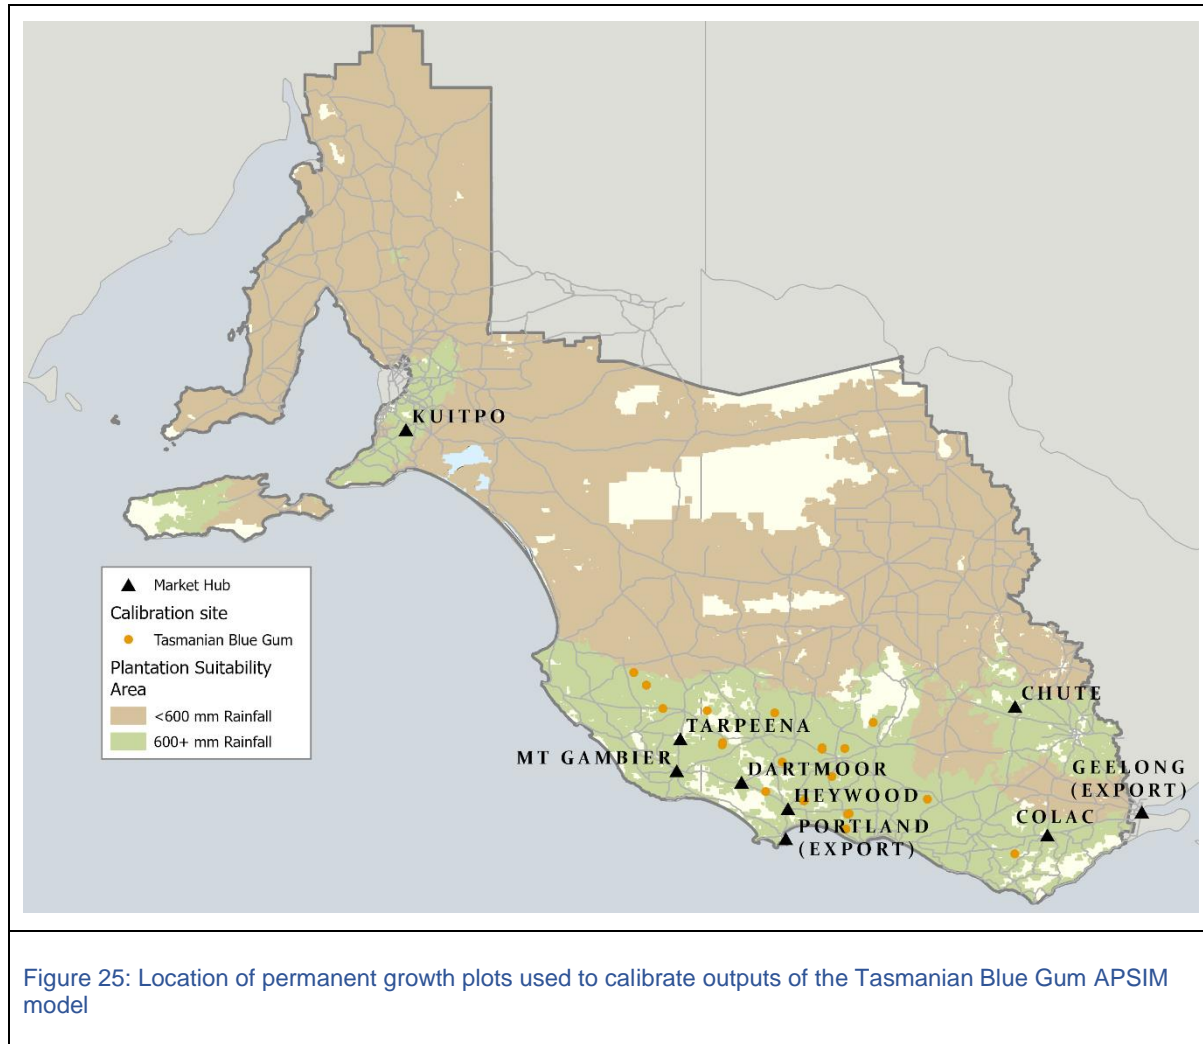 KUITPO
Market Hub
Calibration site
Tasmanian Blue Gum
Plantation Suitability
Area
<600 mm Rainfall
600+ mm Rainfall
CHUTE
TARPEENA
MT GAMBIER
DARTMOOR
GEELONG
(EXPORT)
HEYWOOD
COLAC
PORTLAND
(EXPORT)
Figure 25: Location of permanent growth plots used to calibrate outputs of the Tasmanian Blue Gum APSIM
model